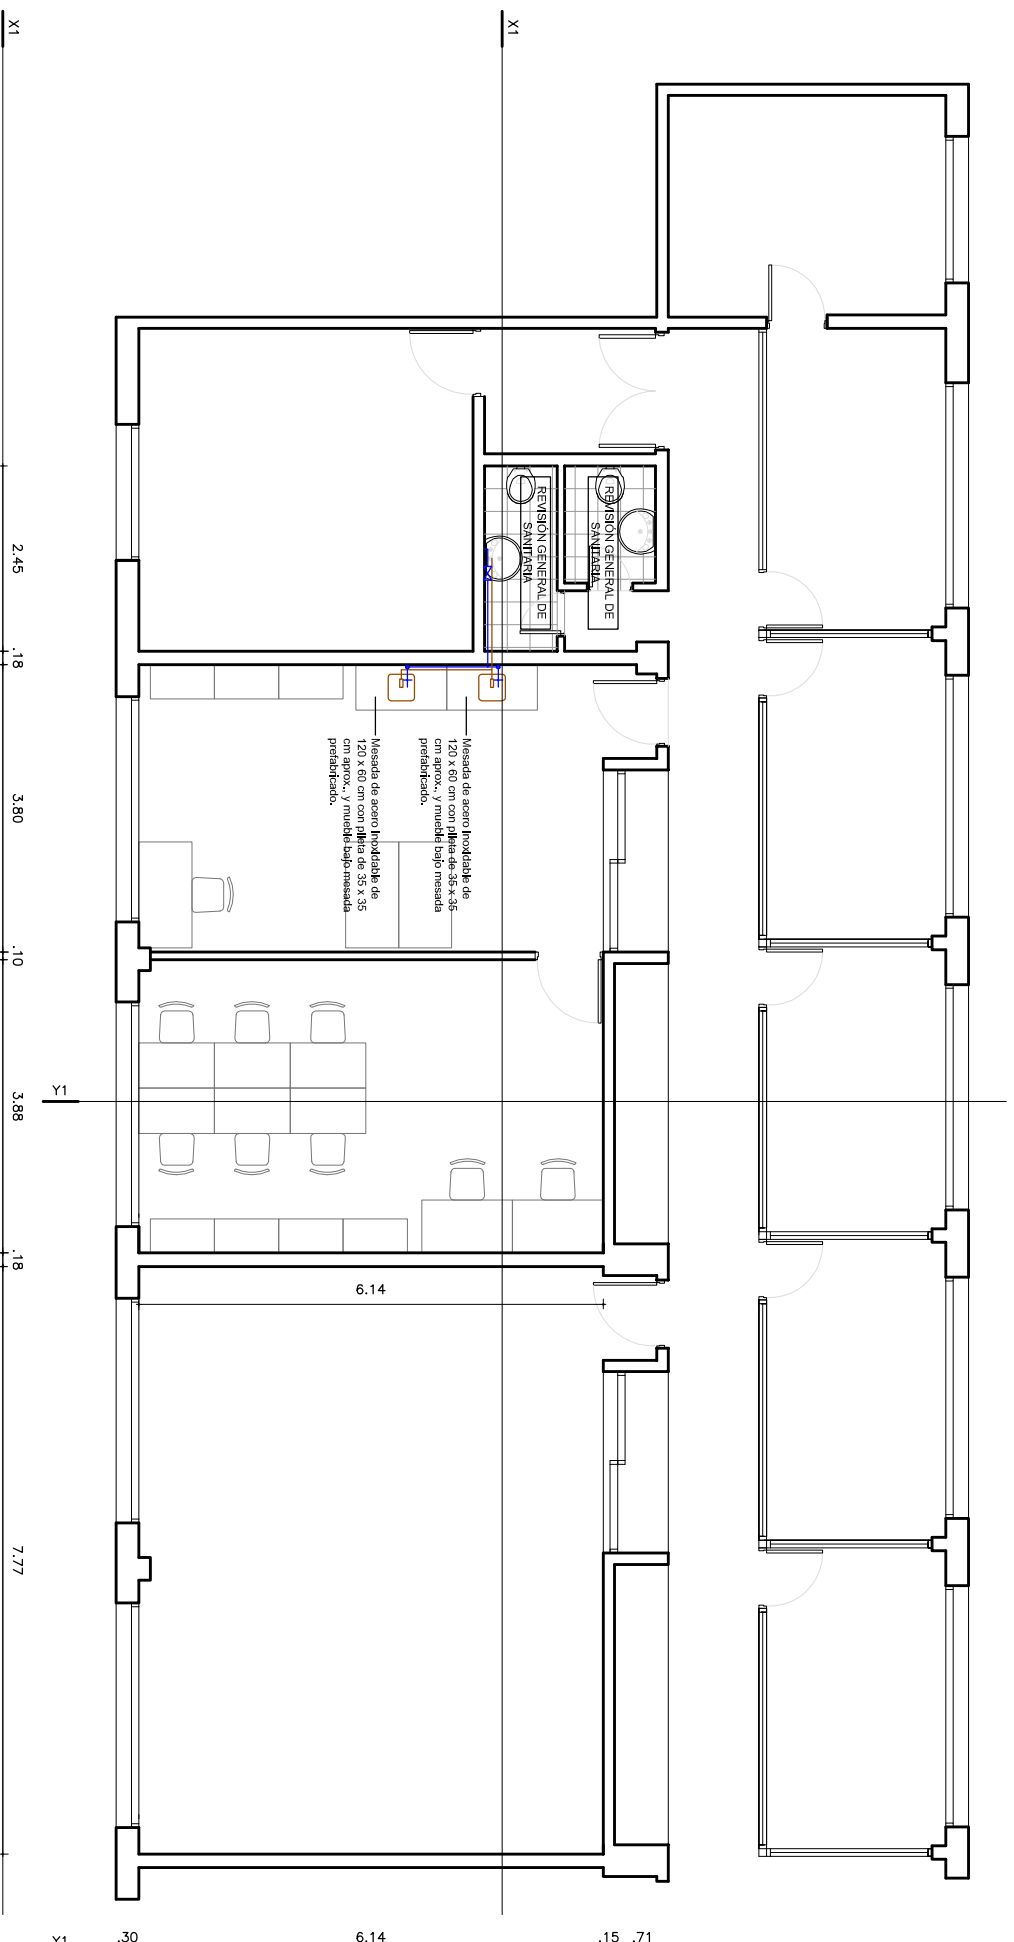 X1
X1
REVISIÓN GENERAL DE
SANITARIA
REVISIÓN GENERAL DE
SANITARIA
2.45
.18
3.80
.10
3.88
.18
7.77
Mesada de acero inoxidable de
120 x 60 cm con pileta de 35 x 35
cm aprox., y mueble bajo mesada
prefabricado.
Mesada de acero inoxidable de
120 x 60 cm con pileta de 35 x 35
cm aprox., y mueble bajo mesada
prefabricado.
Y1
6.14
Y1
.30
6.14
.15
.71